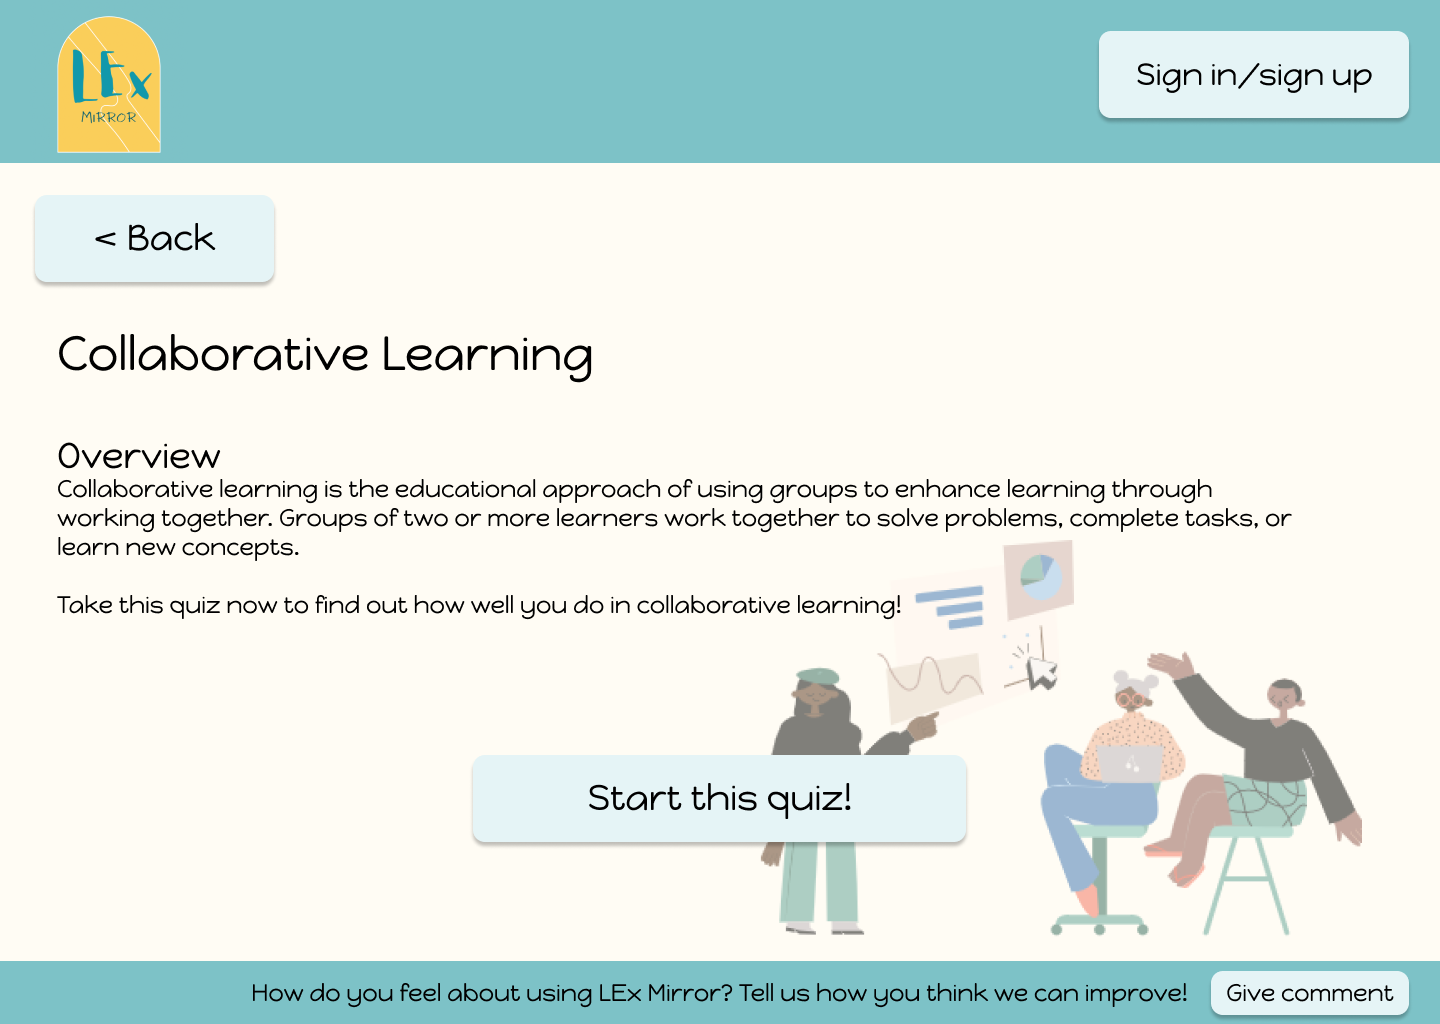 LEx
MIRROR
Sign in/sign up
< Back
Collaborative Learning
Overview
Collaborative learning is the educational approach of using groups to enhance learning through
working together. Groups of two or more learners work together to solve problems, complete tasks, or
learn new concepts.
Take this quiz now to find out how well you do in collaborative learning!
Start this quiz!
How do you feel about using LEx Mirror? Tell us how you think we can improve!
Give comment